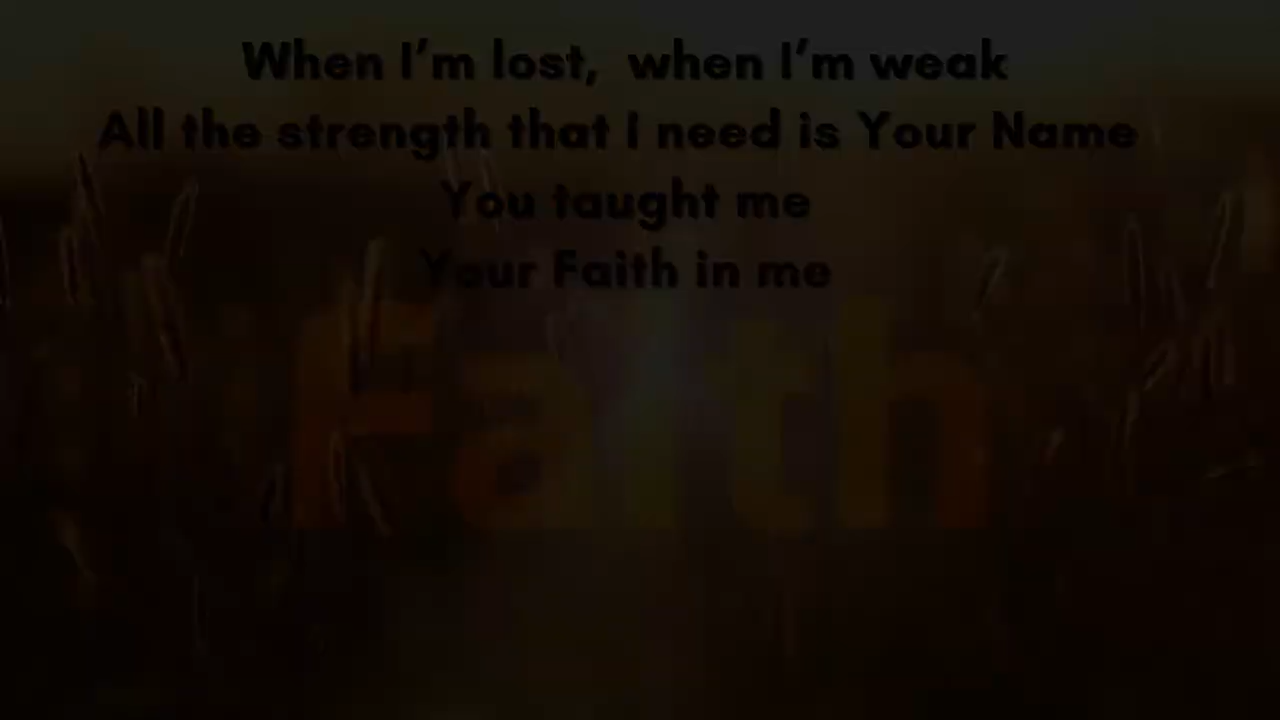 When I’m lost,  when I’m weak
All the strength that I need is Your Name
You taught me
Your Faith in me
Faith